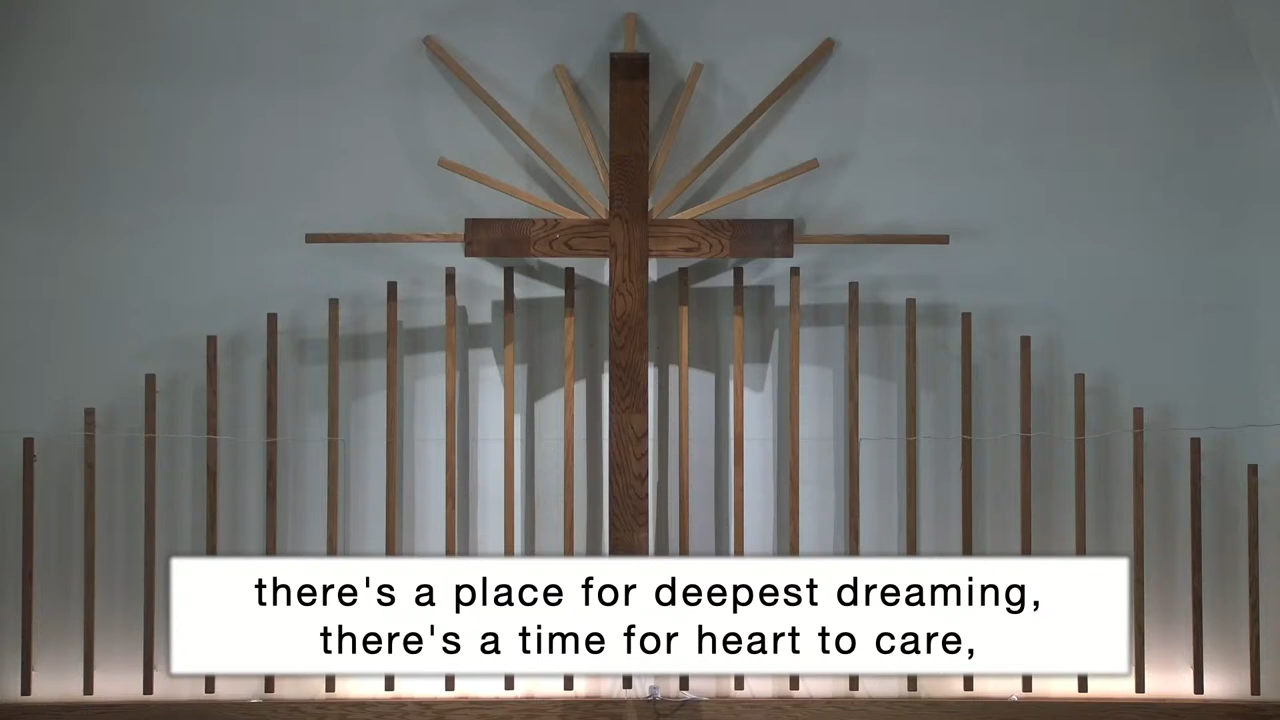 there's a place for deepest dreaming,
there's a time for heart to care,